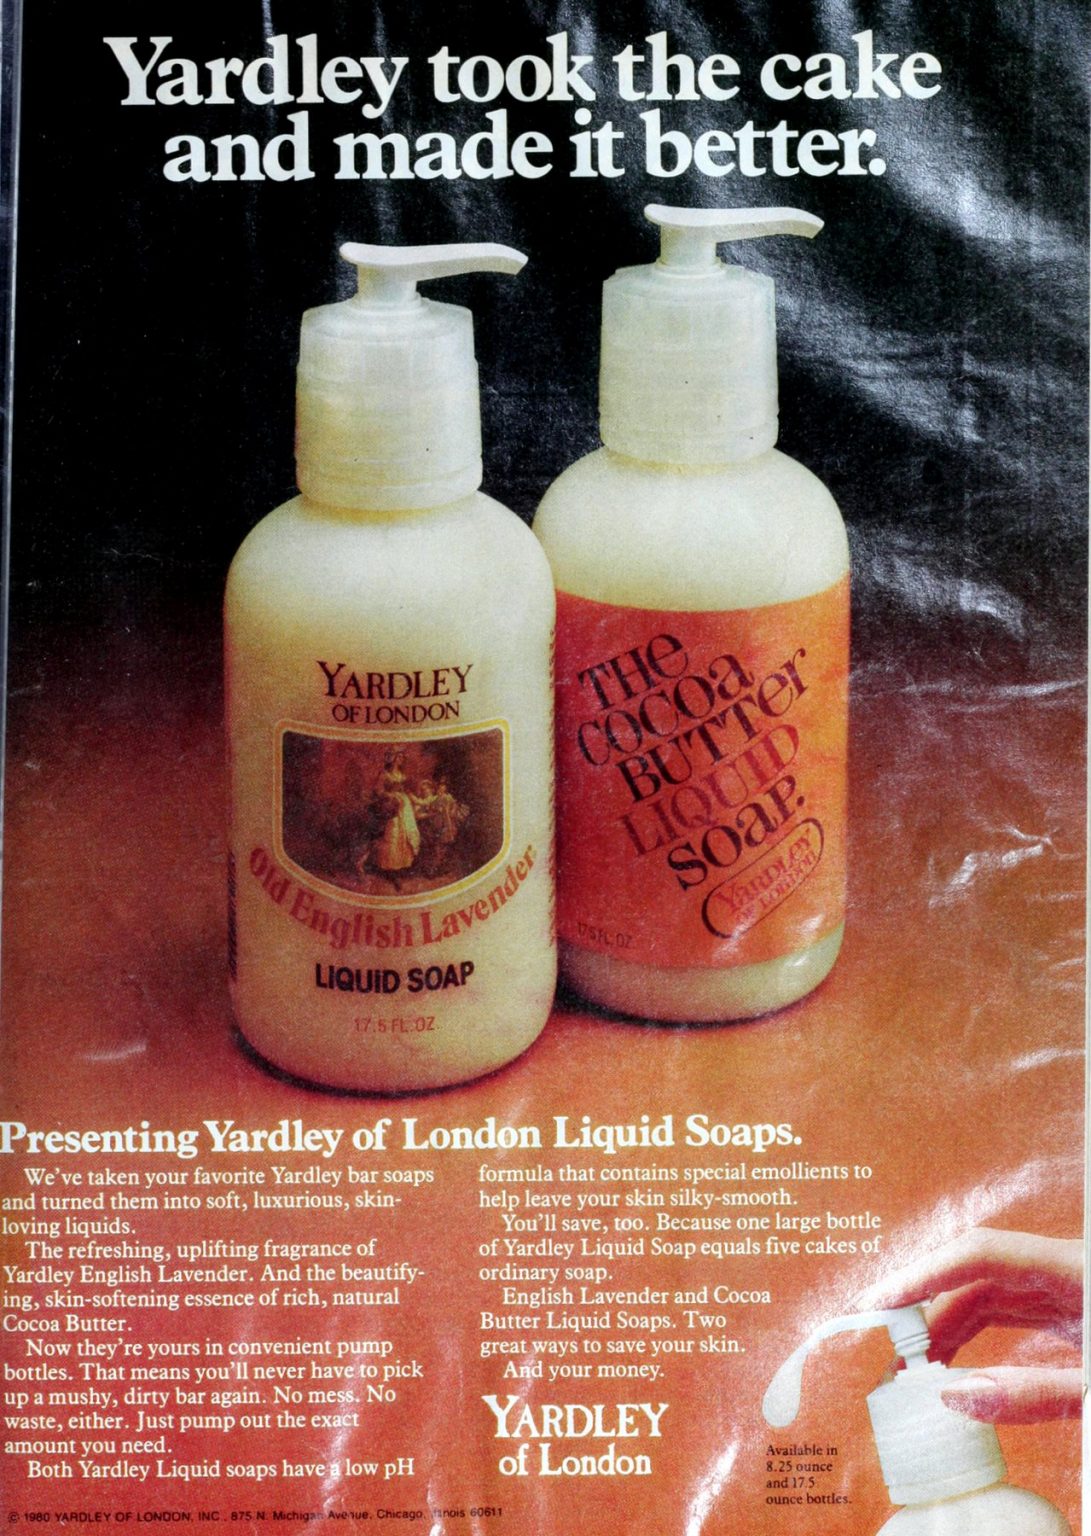 Yardley took the cake
and made it better.
YARDLEY
OF LONDON
Old English Lavender
LIQUID SOAP
17.5 FL. OZ.
THE
COCOA
BUTTER
LIQUID
SOAP.
YARDLEY
OF LONDON
17.5 FL. OZ.
Presenting Yardley of London Liquid Soaps.
We've taken your favorite Yardley bar soaps
and turned them into soft, luxurious, skin-
loving liquids.
The refreshing, uplifting fragrance of
Yardley English Lavender. And the beautify-
ing, skin-softening essence of rich, natural
Cocoa Butter.
Now they're yours in convenient pump
bottles. That means you'll never have to pick
up a mushy, dirty bar again. No mess. No
waste, either. Just pump out the exact
amount you need.
Both Yardley Liquid soaps have a low pH
formula that contains special emollients to
help leave your skin silky-smooth.
You'll save, too. Because one large bottle
of Yardley Liquid Soap equals five cakes of
ordinary soap.
English Lavender and Cocoa
Butter Liquid Soaps. Two
great ways to save your skin.
And your money.
YARDLEY
of London
Available in
8.25 ounce
and 17.5
ounce bottles.
© 1980 YARDLEY OF LONDON, INC., 875 N. Michigan Avenue, Chicago, Illinois 60611